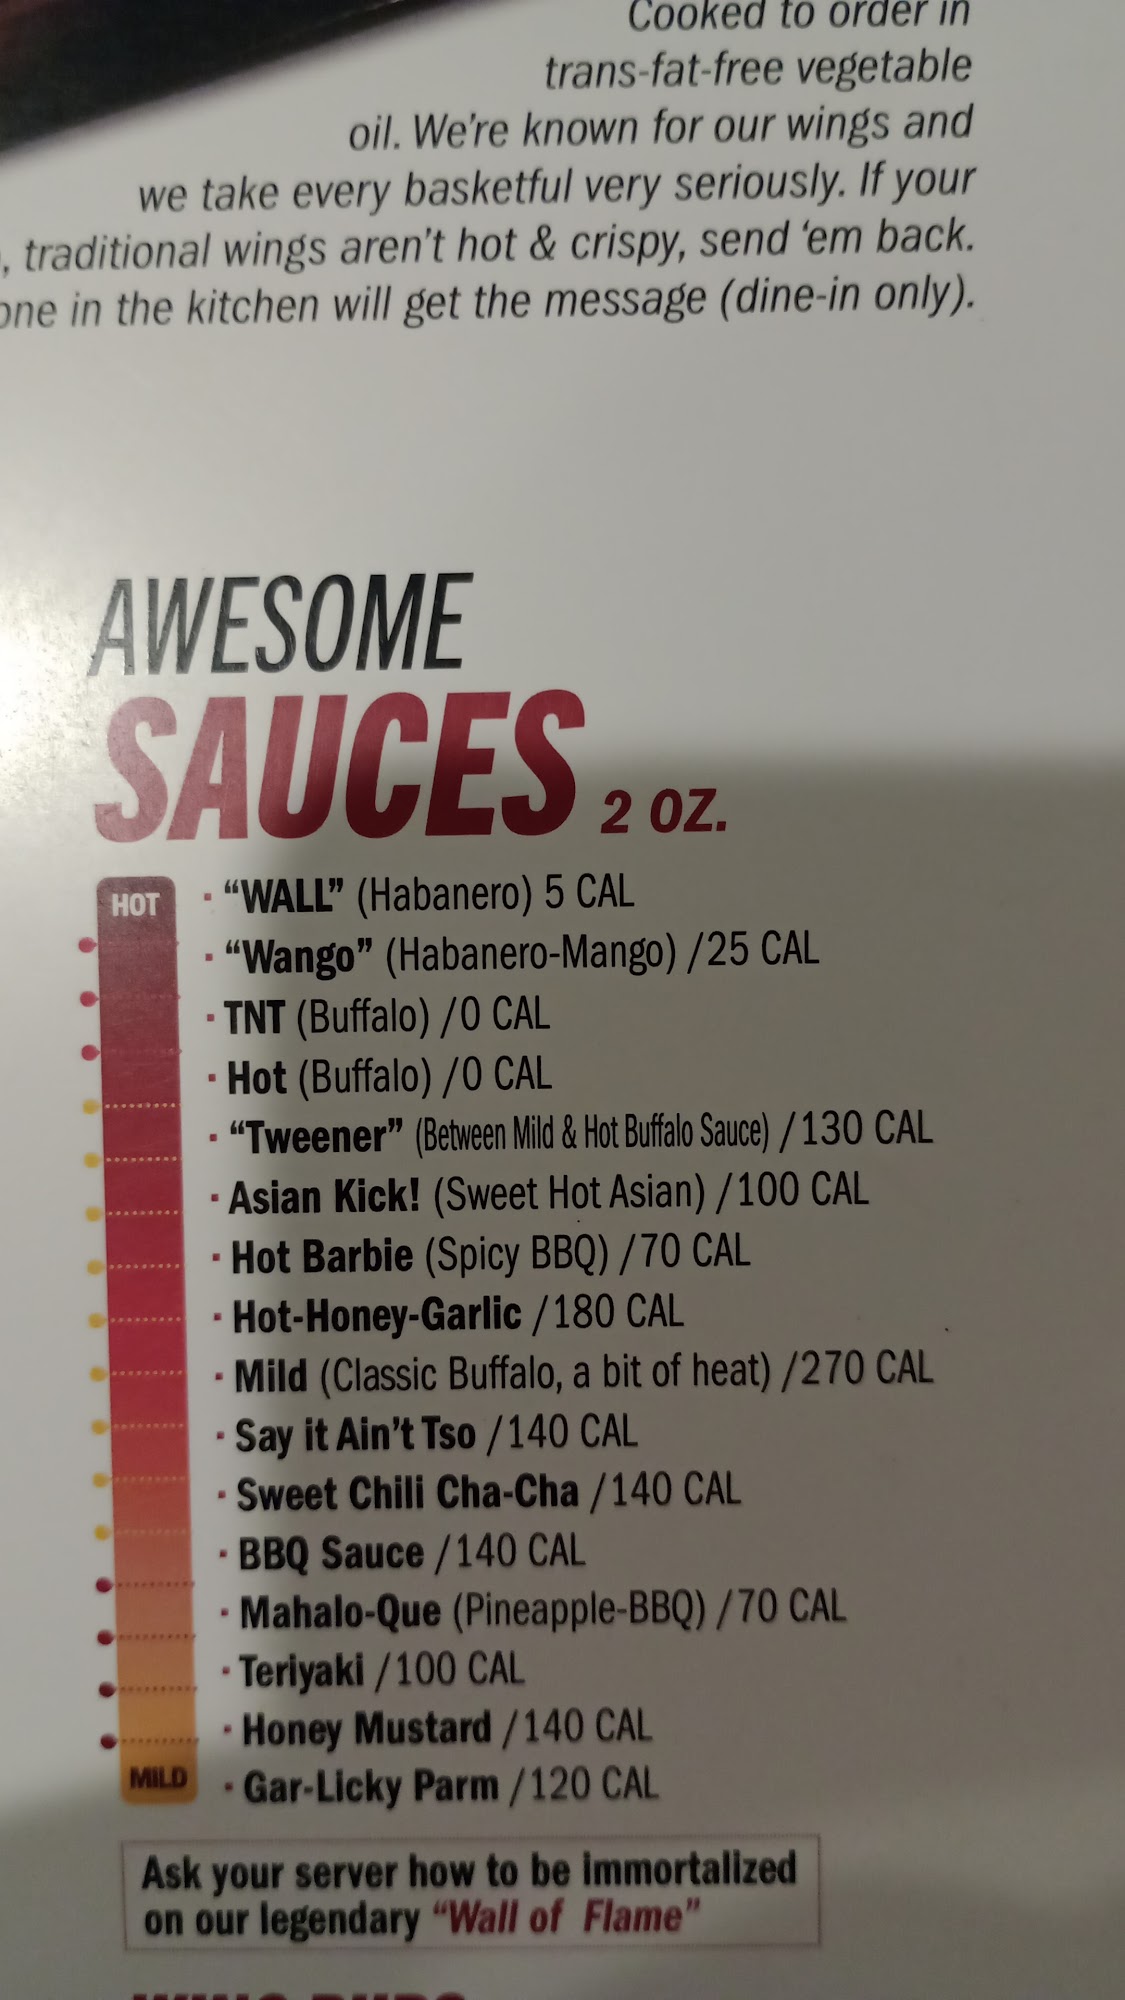 Cooked to order in
trans-fat-free vegetable
oil. We're known for our wings and
we take every basketful very seriously. If your
, traditional wings aren't hot & crispy, send 'em back.
one in the kitchen will get the message (dine-in only).
AWESOME
SAUCES 2 OZ.
HOT
· “WALL” (Habanero) 5 CAL
· “Wango” (Habanero-Mango) /25 CAL
· TNT (Buffalo) /0 CAL
· Hot (Buffalo) /0 CAL
· “Tweener” (Between Mild & Hot Buffalo Sauce) /130 CAL
· Asian Kick! (Sweet Hot Asian) /100 CAL
· Hot Barbie (Spicy BBQ) /70 CAL
· Hot-Honey-Garlic /180 CAL
· Mild (Classic Buffalo, a bit of heat) /270 CAL
· Say it Ain't Tso /140 CAL
· Sweet Chili Cha-Cha /140 CAL
· BBQ Sauce /140 CAL
· Mahalo-Que (Pineapple-BBQ) /70 CAL
· Teriyaki /100 CAL
· Honey Mustard /140 CAL
MILD
· Gar-Licky Parm /120 CAL
Ask your server how to be immortalized
on our legendary “Wall of Flame”